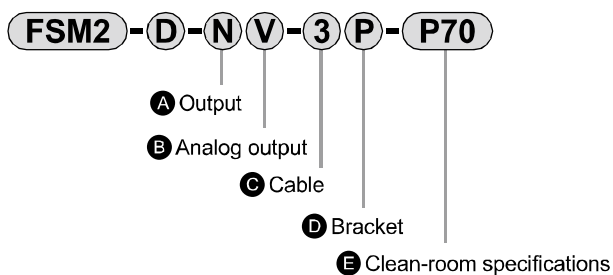 FSM2-D-NV-3P-P70
A Output
B Analog output
C Cable
D Bracket
E Clean-room specifications